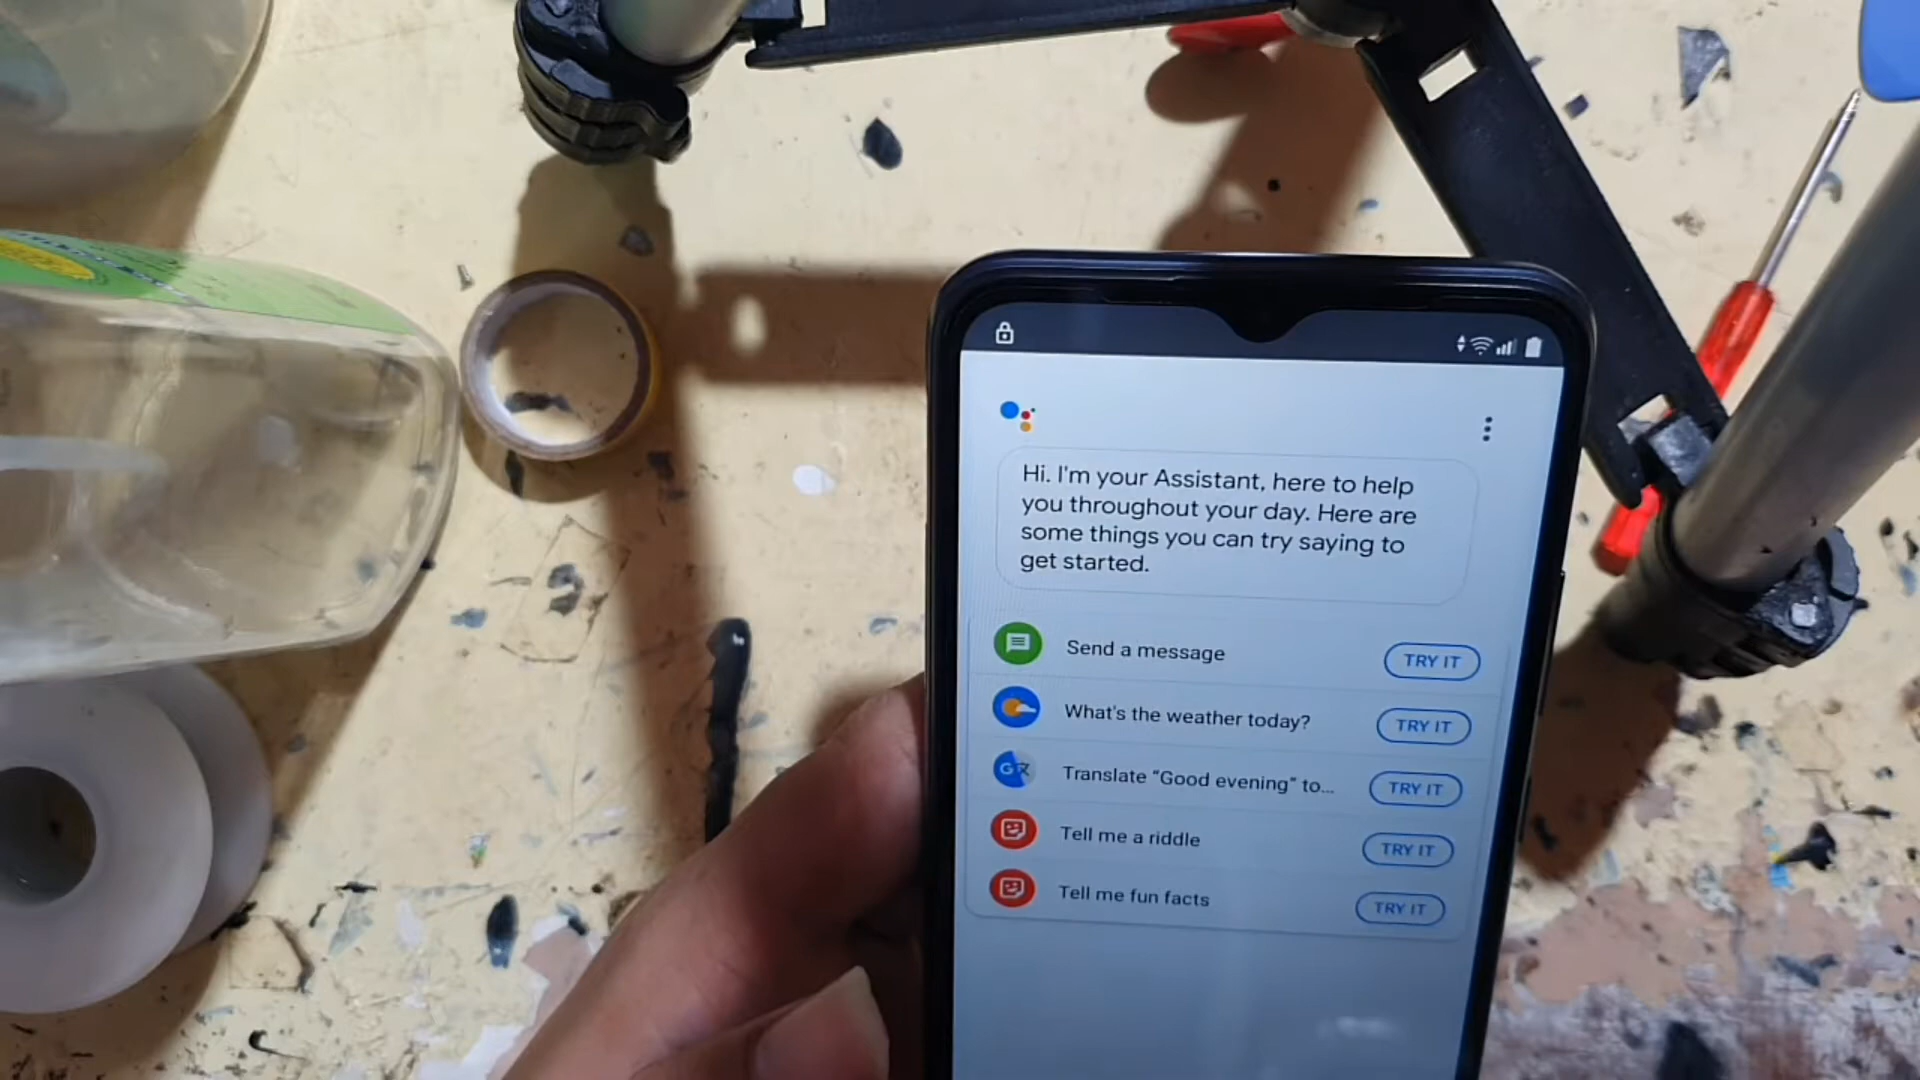 Hi. I'm your Assistant, here to help
you throughout your day. Here are
some things you can try saying to
get started.
Send a message
TRY IT
What's the weather today?
TRY IT
Translate “Good evening” to...
TRY IT
Tell me a riddle
TRY IT
Tell me fun facts
TRY IT